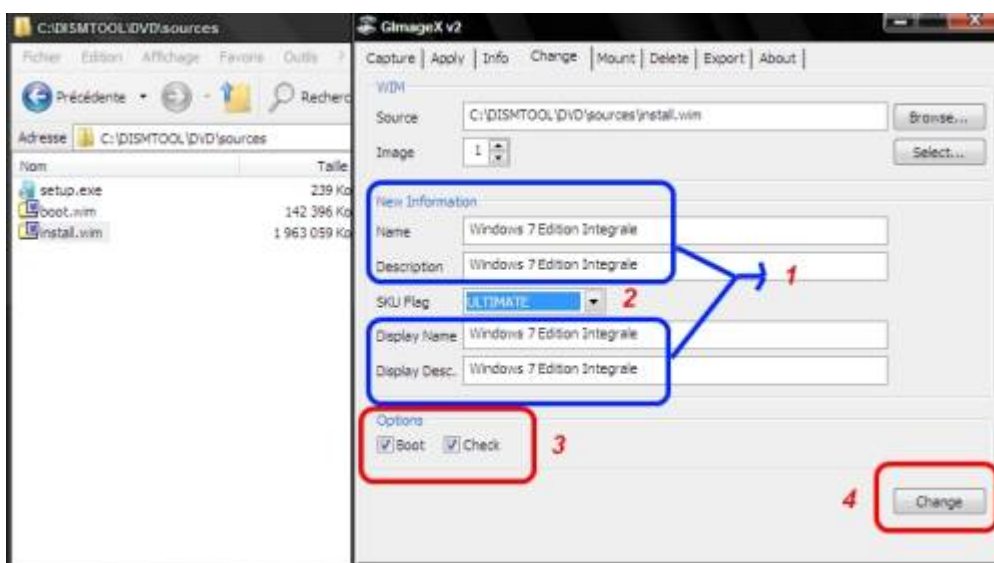 C:\DISMTOOL\DVD\sources
Fichier Edition Affichage Favoris Outils ?
Précédente
Recherc
Adresse C:\DISMTOOL\DVD\sources
Nom Taille
setup.exe 239 Ko
boot.wim 142 396 Ko
install.wim 1 963 059 Ko
GImageX v2
Capture Apply Info Change Mount Delete Export About
WIM
Source C:\DISMTOOL\DVD\sources\install.wim Browse...
Image 1 Select...
New Information
Name Windows 7 Edition Integrale
Description Windows 7 Edition Integrale
1
SKU Flag ULTIMATE 2
Display Name Windows 7 Edition Integrale
Display Desc. Windows 7 Edition Integrale
Options
Boot Check 3
4 Change